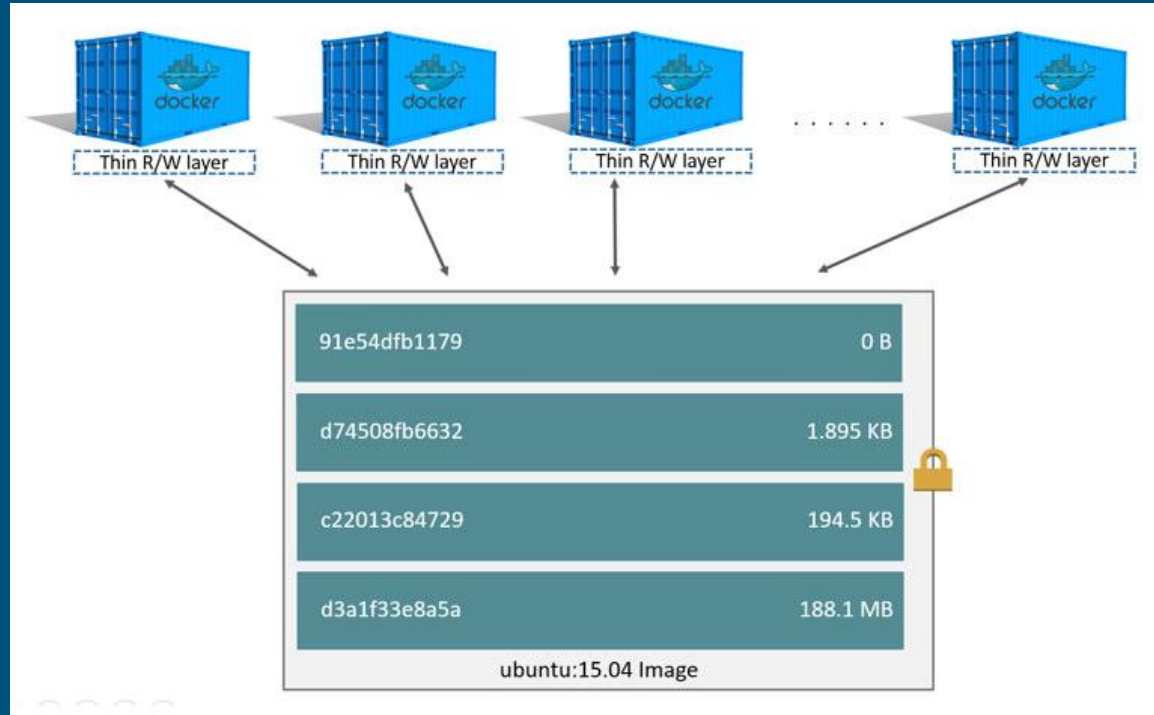 docker
docker
docker
docker
. . . . . .
Thin R/W layer
Thin R/W layer
Thin R/W layer
Thin R/W layer
91e54dfb1179 0 B
d74508fb6632 1.895 KB
c22013c84729 194.5 KB
d3a1f33e8a5a 188.1 MB
ubuntu:15.04 Image